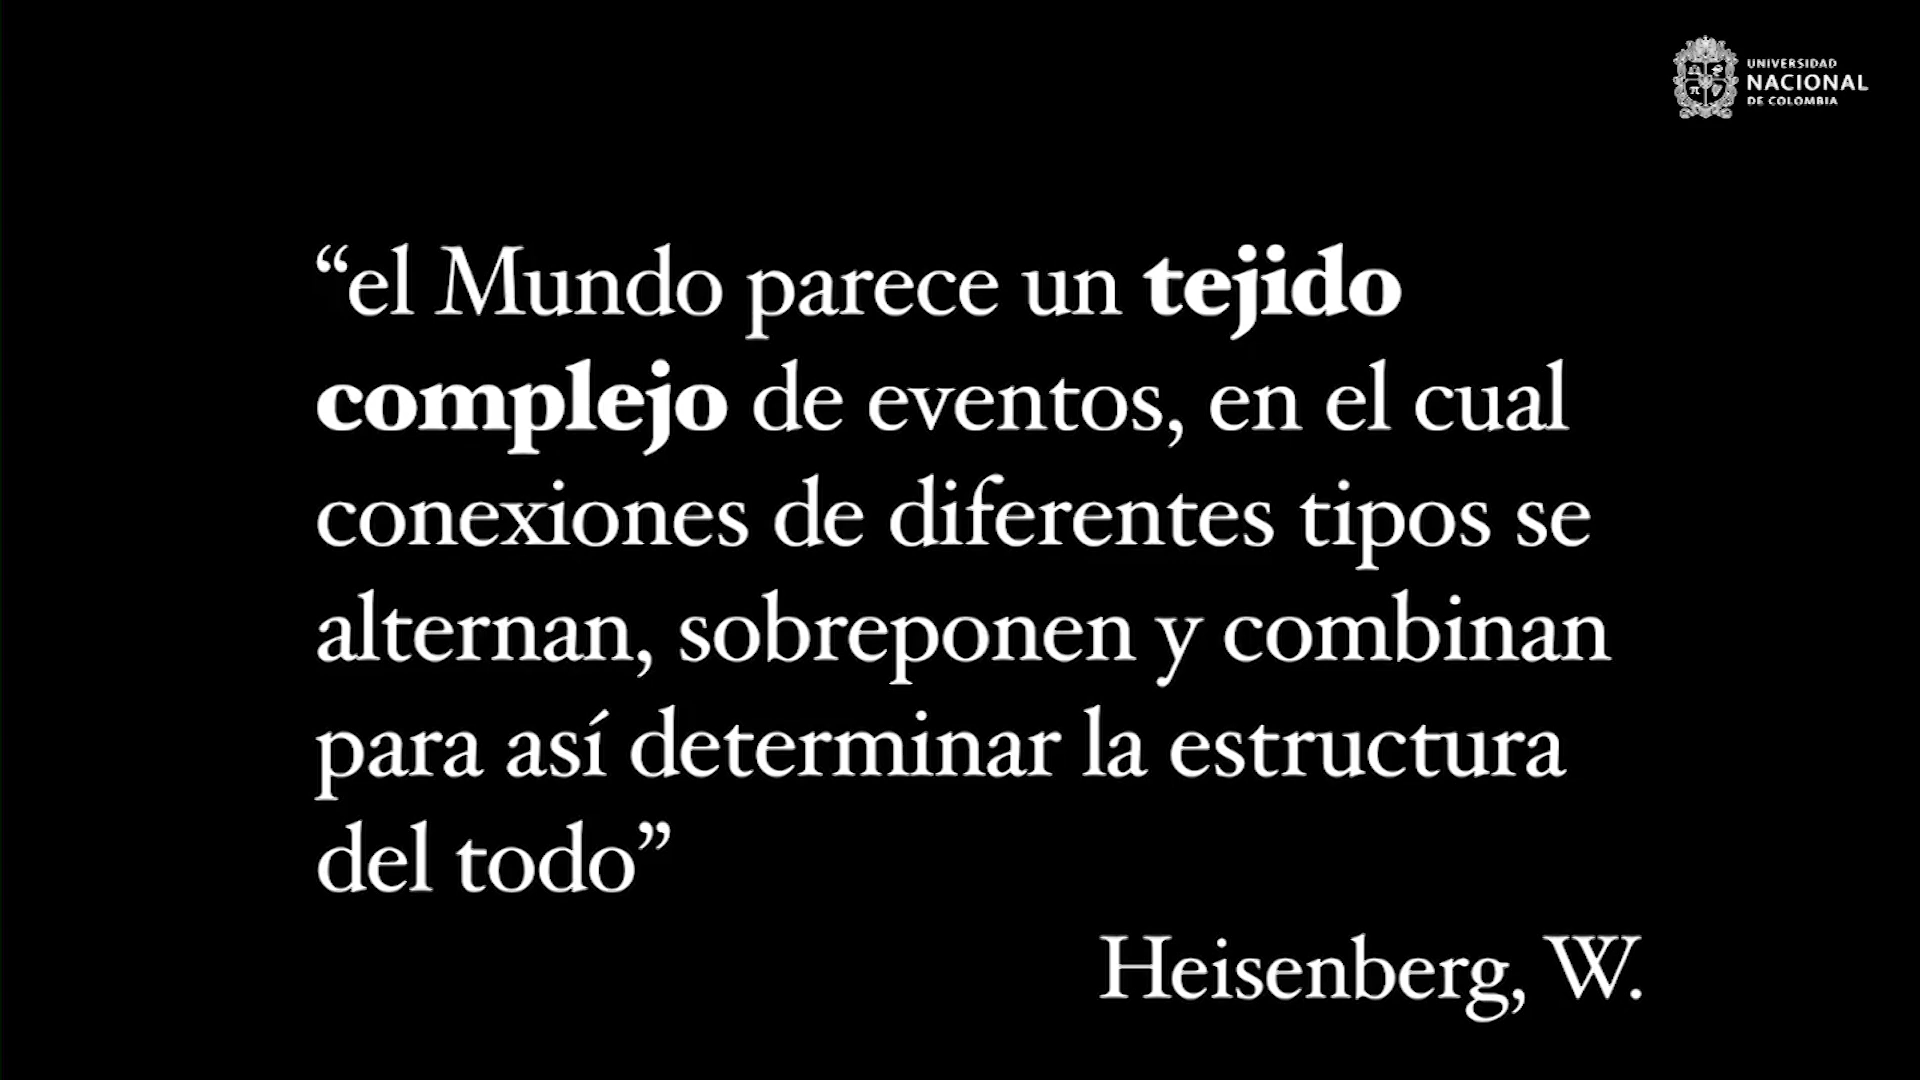 UNIVERSIDAD
NACIONAL
DE COLOMBIA
“el Mundo parece un tejido
complejo de eventos, en el cual
conexiones de diferentes tipos se
alternan, sobreponen y combinan
para así determinar la estructura
del todo”
Heisenberg, W.